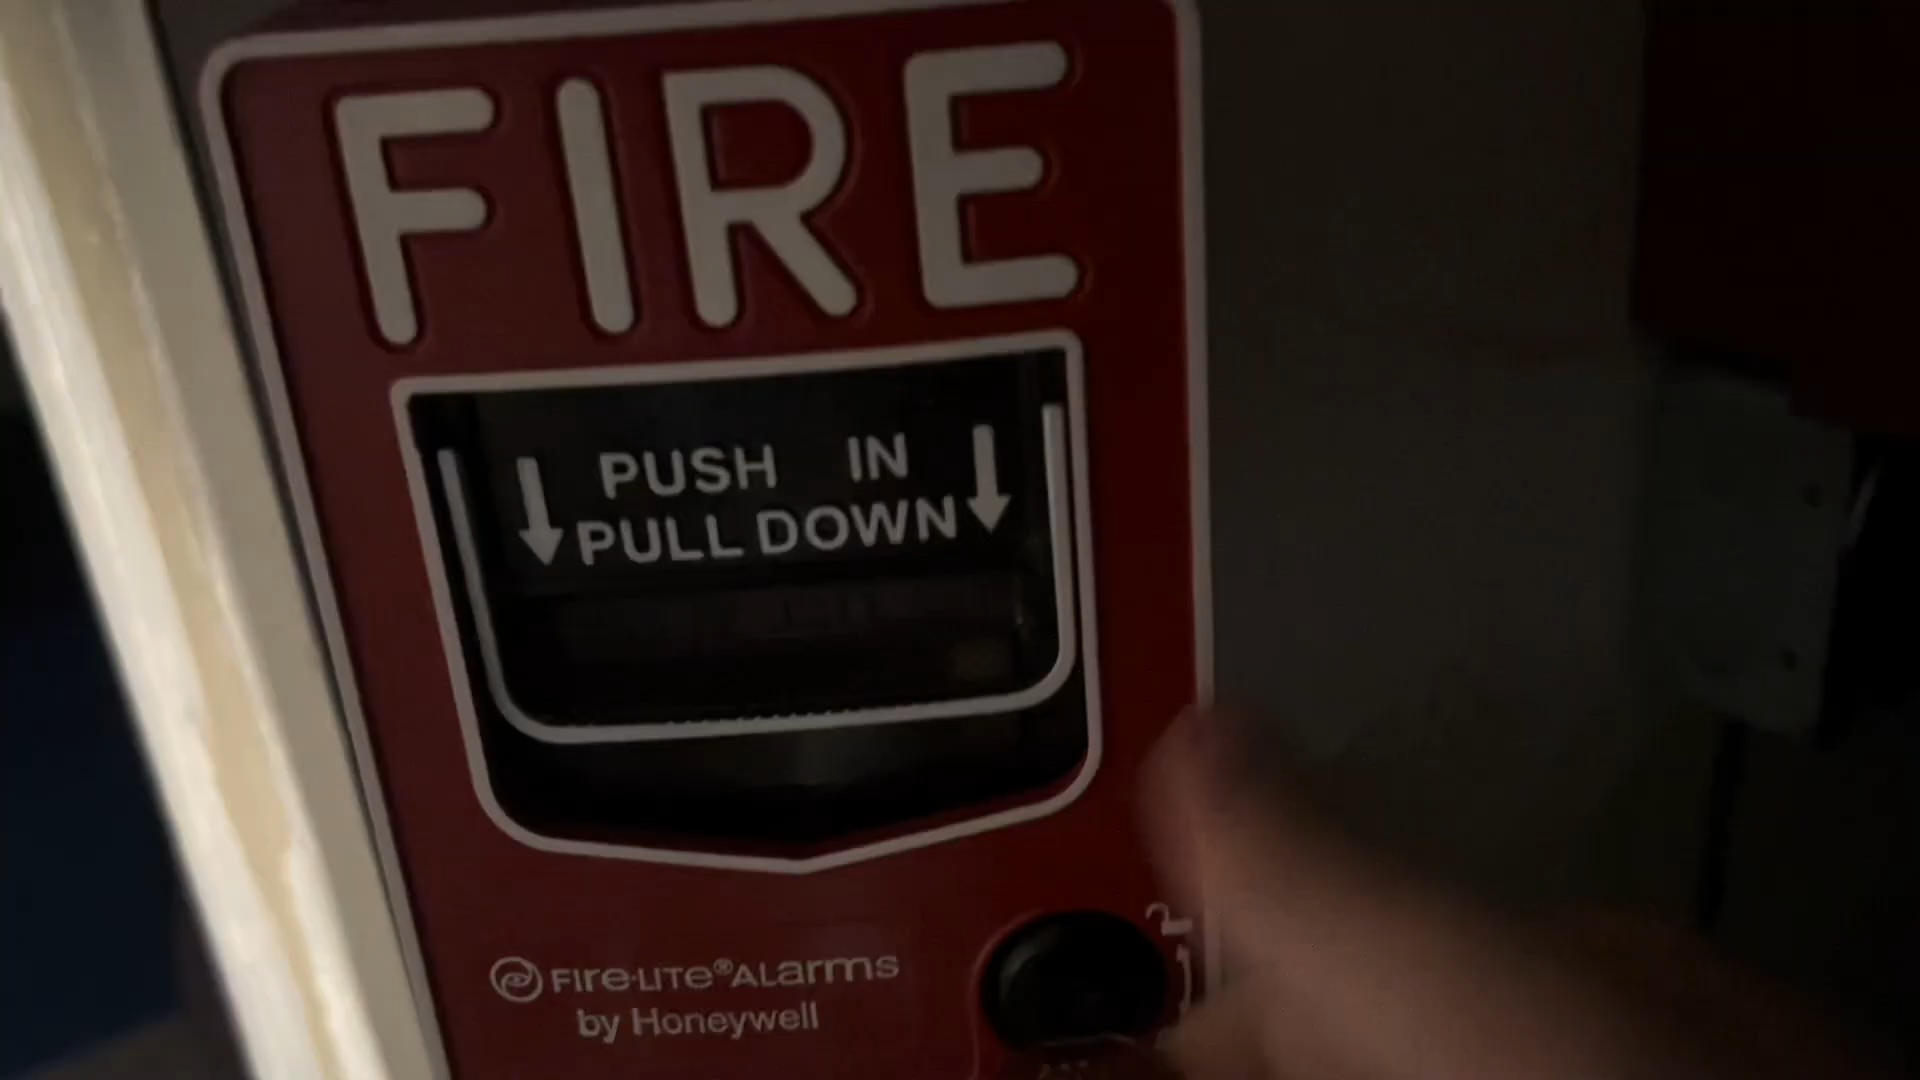 FIRE
PUSH IN
PULL DOWN
FIRE•LITE® ALARMS
by Honeywell